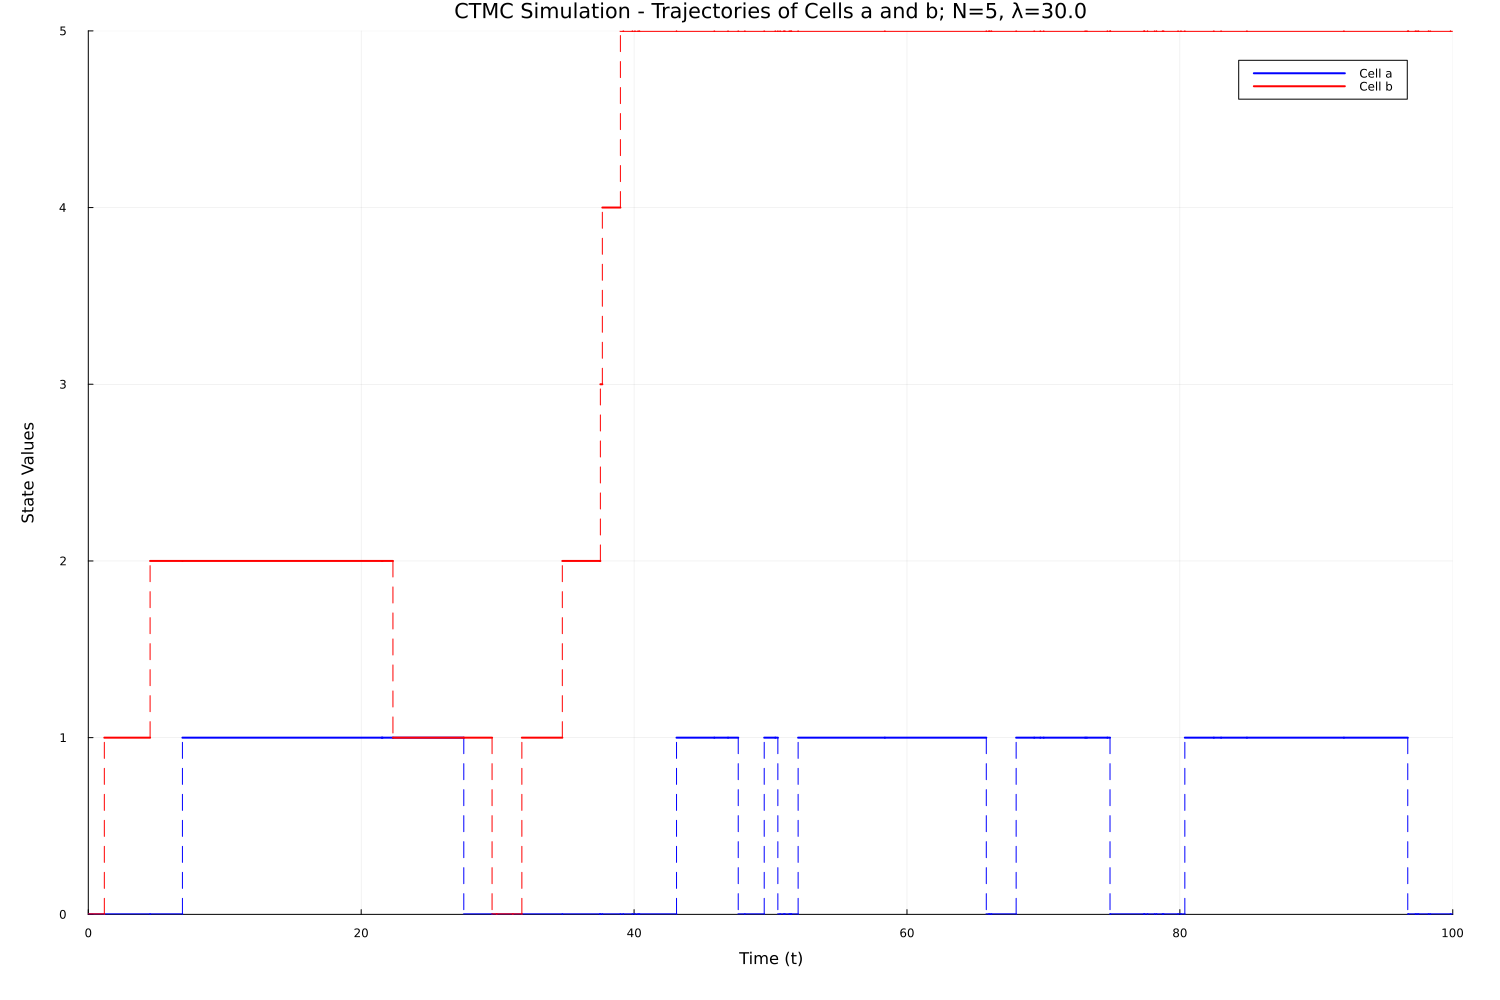 CTMC Simulation - Trajectories of Cells a and b; N=5, λ=30.0
5
Cell a
Cell b
4
3
State Values
2
1
0
0 20 40 60 80 100
Time (t)